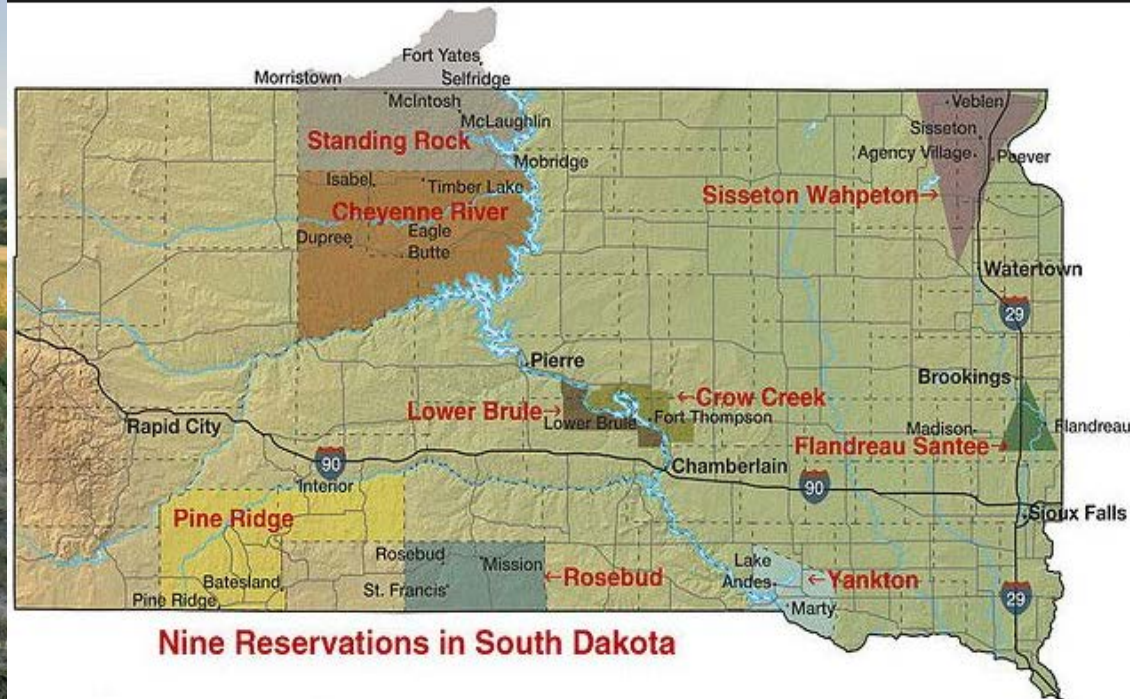 Fort Yates
Morristown
Selfridge
McIntosh
McLaughlin
Standing Rock
Mobridge
Isabel
Timber Lake
Cheyenne River
Dupree
Eagle
Butte
Veblen
Sisseton
Agency Village
Peever
Sisseton Wahpeton→
Watertown
29
Pierre
Brookings
Lower Brule→
←Crow Creek
Lower Brule
Fort Thompson
Rapid City
Madison
Flandreau
Flandreau Santee→
90
Interior
Chamberlain
90
Pine Ridge
Sioux Falls
Rosebud
Mission
←Rosebud
Batesland
St. Francis
Pine Ridge
Lake
Andes
←Yankton
Marty
29
Nine Reservations in South Dakota